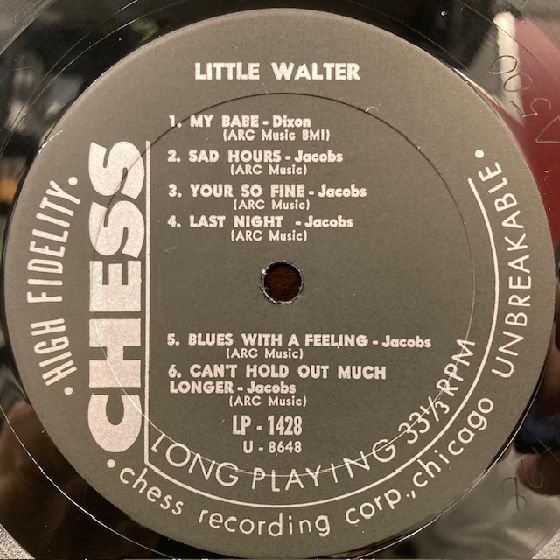 LITTLE WALTER
1. MY BABE - Dixon
(ARC Music BMI)
2. SAD HOURS - Jacobs
(ARC Music)
3. YOUR SO FINE - Jacobs
(ARC Music)
4. LAST NIGHT - Jacobs
(ARC Music)
5. BLUES WITH A FEELING - Jacobs
(ARC Music)
6. CAN'T HOLD OUT MUCH
LONGER - Jacobs
(ARC Music)
LP - 1428
U - 8648
CHESS
• HIGH FIDELITY •
LONG PLAYING 33⅓ RPM
UNBREAKABLE •
• chess recording corp., chicago